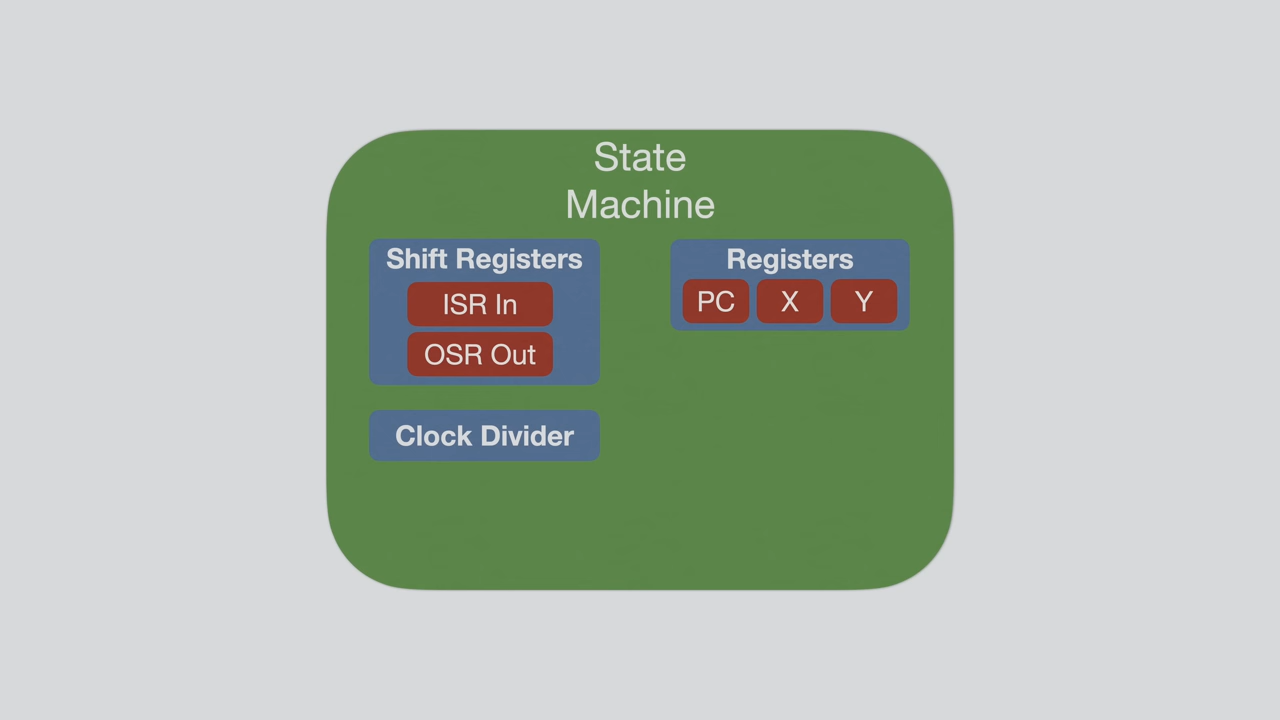 State
Machine
Shift Registers
ISR In
OSR Out
Clock Divider
Registers
PC X Y